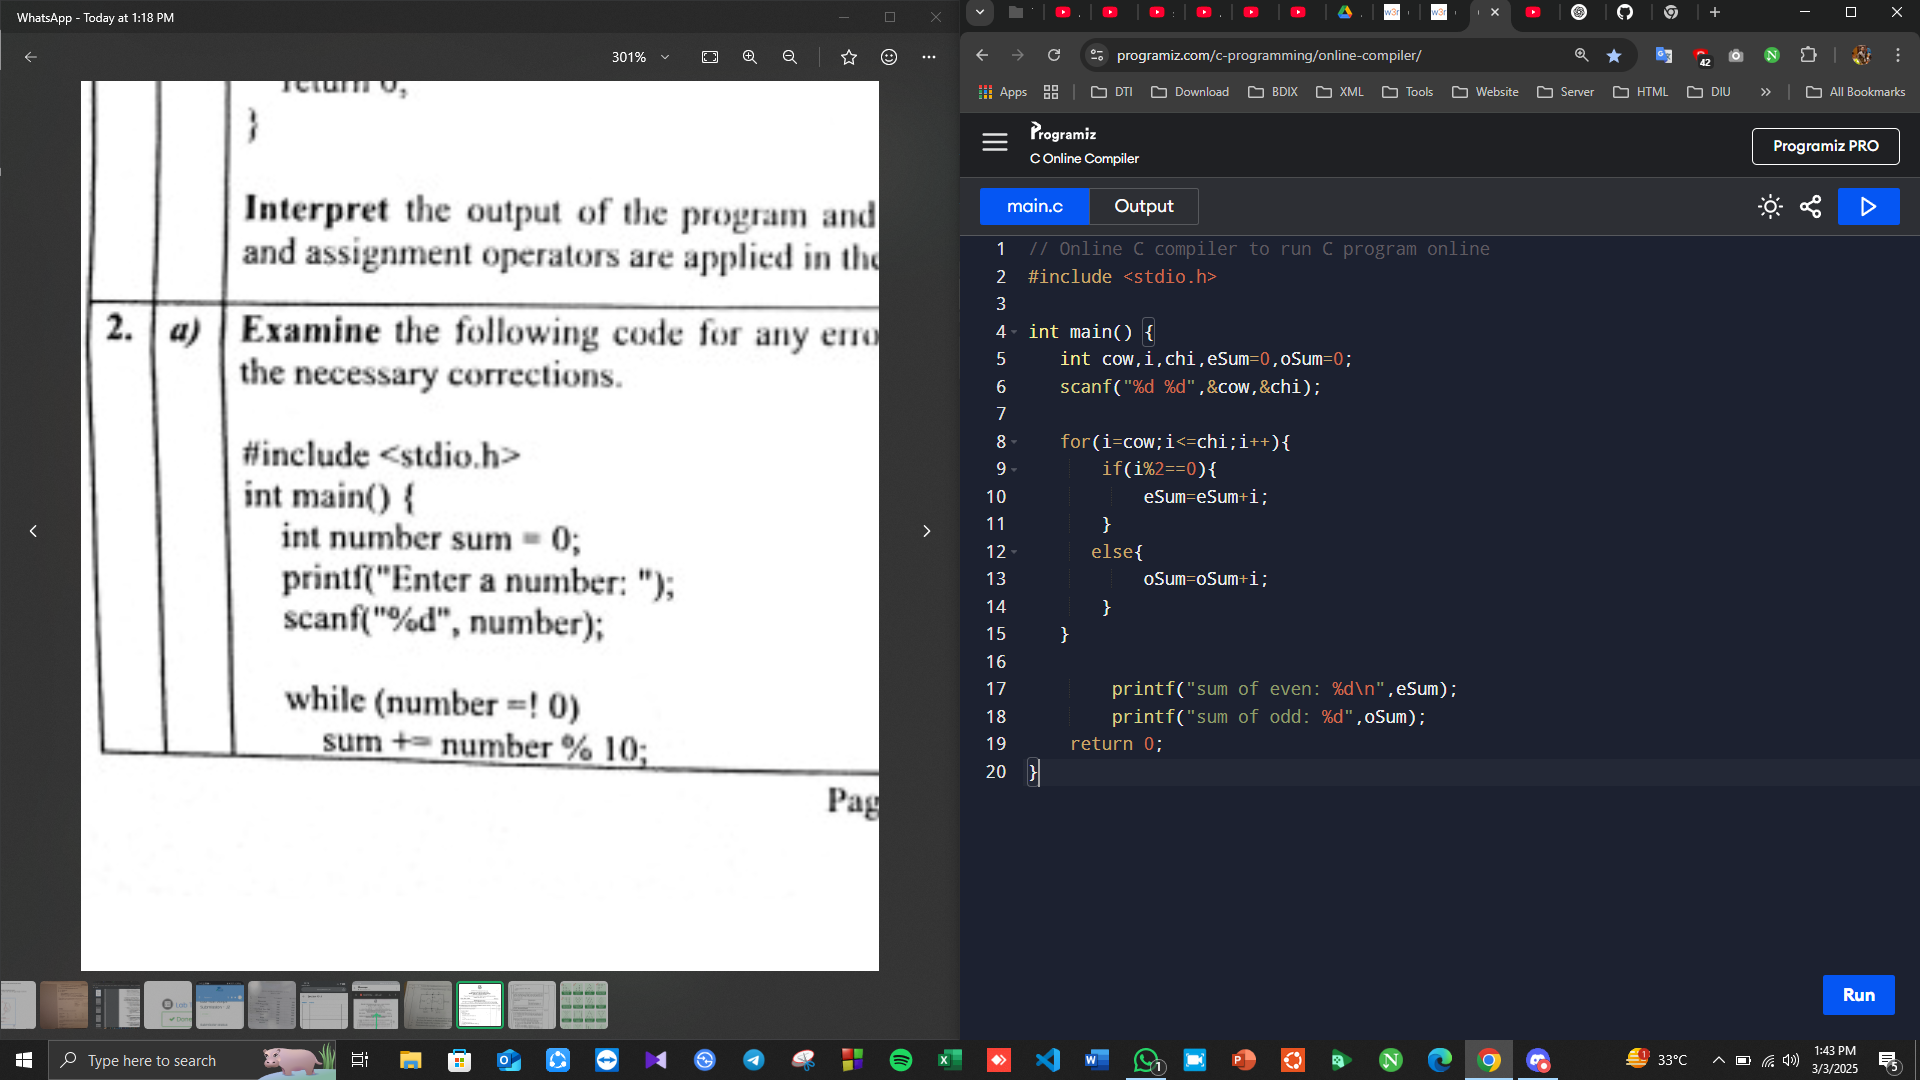 WhatsApp - Today at 1:18 PM
301%
return 0;
}
Interpret the output of the program and
and assignment operators are applied in the
2. a) Examine the following code for any erro
the necessary corrections.
#include <stdio.h>
int main() {
int number sum = 0;
printf("Enter a number: ");
scanf("%d", number);
while (number =! 0)
sum += number % 10;
Pag
programiz.com/c-programming/online-compiler/
42
Apps
DTI
Download
BDIX
XML
Tools
Website
Server
HTML
DIU
All Bookmarks
Programiz
C Online Compiler
Programiz PRO
main.c
Output
1 // Online C compiler to run C program online
2 #include <stdio.h>
3
4 int main() {
5 int cow,i,chi,eSum=0,oSum=0;
6 scanf("%d %d",&cow,&chi);
7
8 for(i=cow;i<=chi;i++){
9 if(i%2==0){
10 eSum=eSum+i;
11 }
12 else{
13 oSum=oSum+i;
14 }
15 }
16
17 printf("sum of even: %d\n",eSum);
18 printf("sum of odd: %d",oSum);
19 return 0;
20 }
Run
Type here to search
1
33°C
1:43 PM
3/3/2025
5